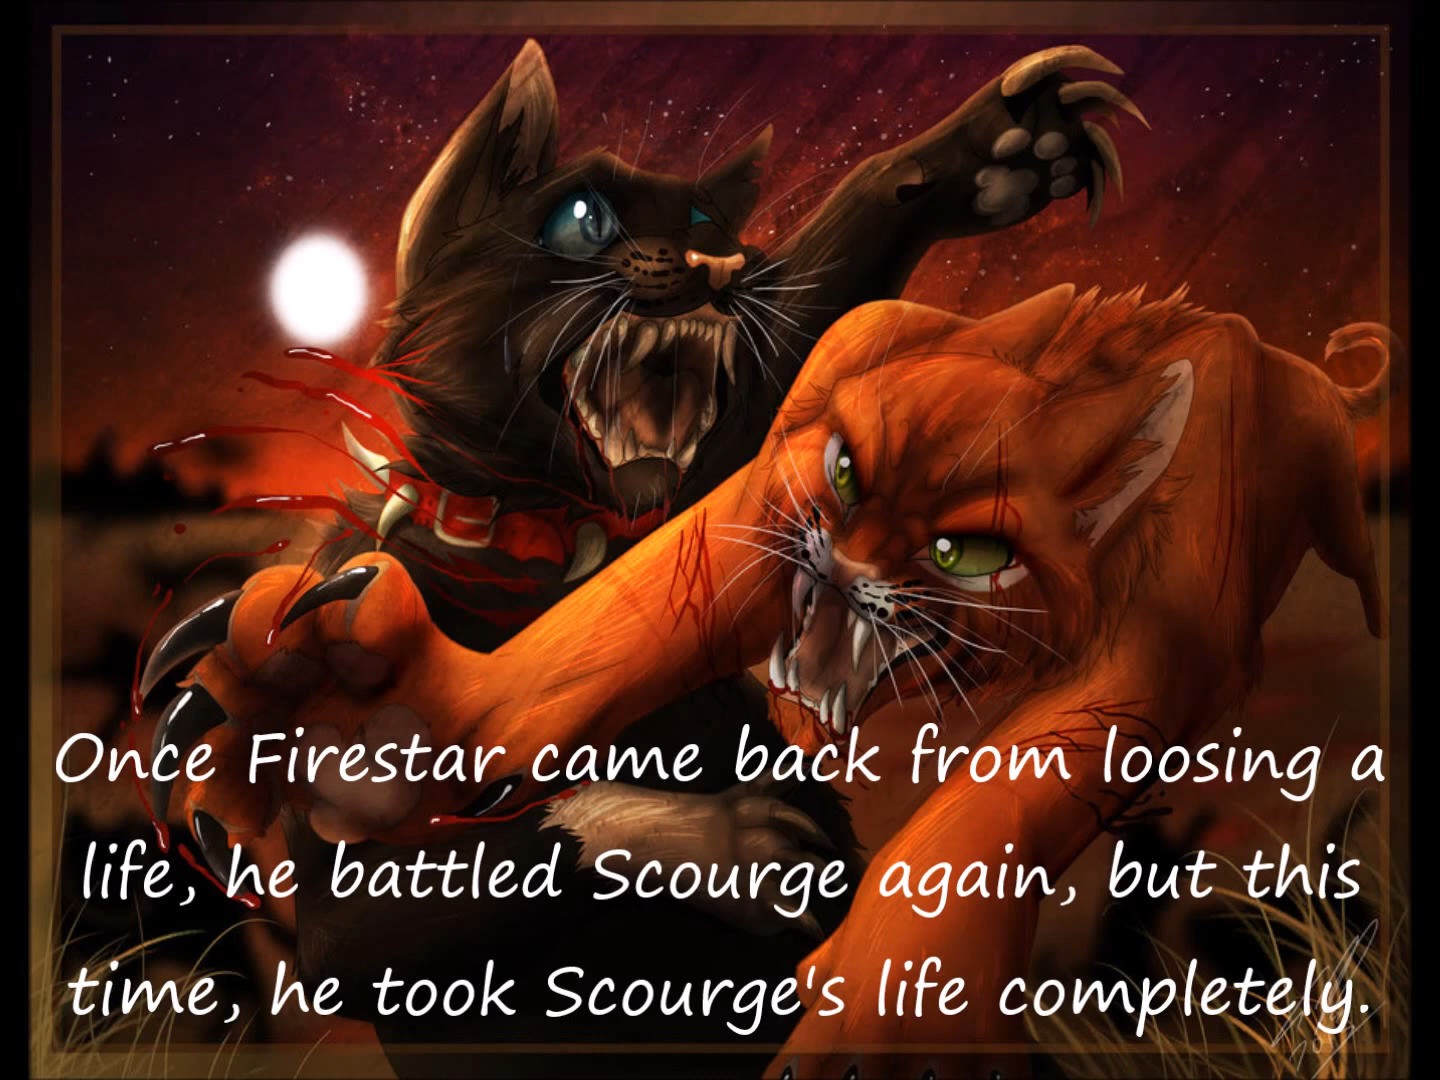 Once Firestar came back from loosing a
life, he battled Scourge again, but this
time, he took Scourge's life completely.